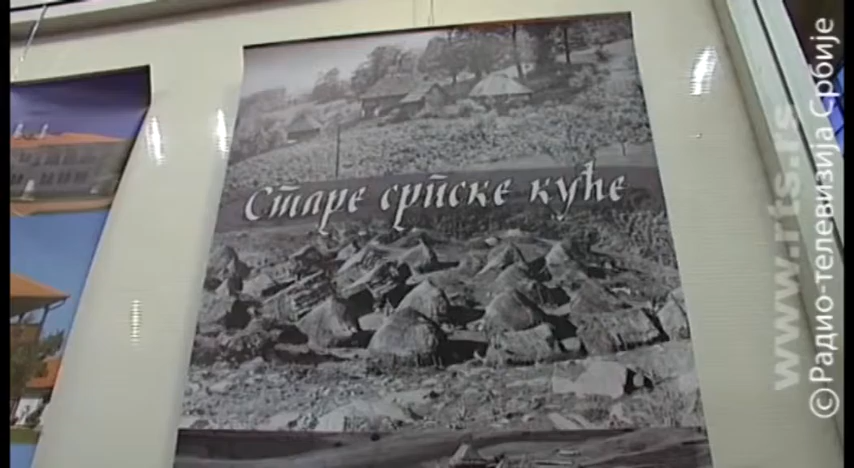 Старе српске куће
www.rts.rs
© Радио-телевизија Србије